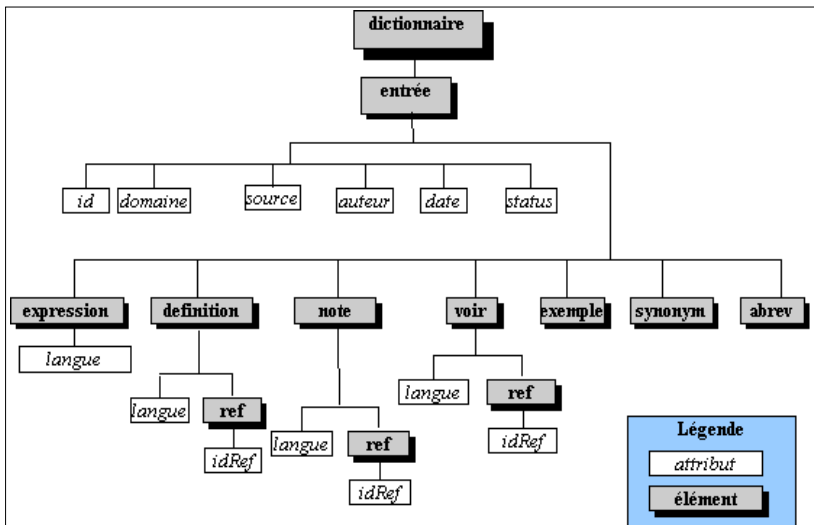 dictionnaire
entrée
id domaine source auteur date status
expression definition note voir exemple synonym abrev
langue
langue ref langue ref langue ref
idRef idRef idRef
Légende
attribut
élément